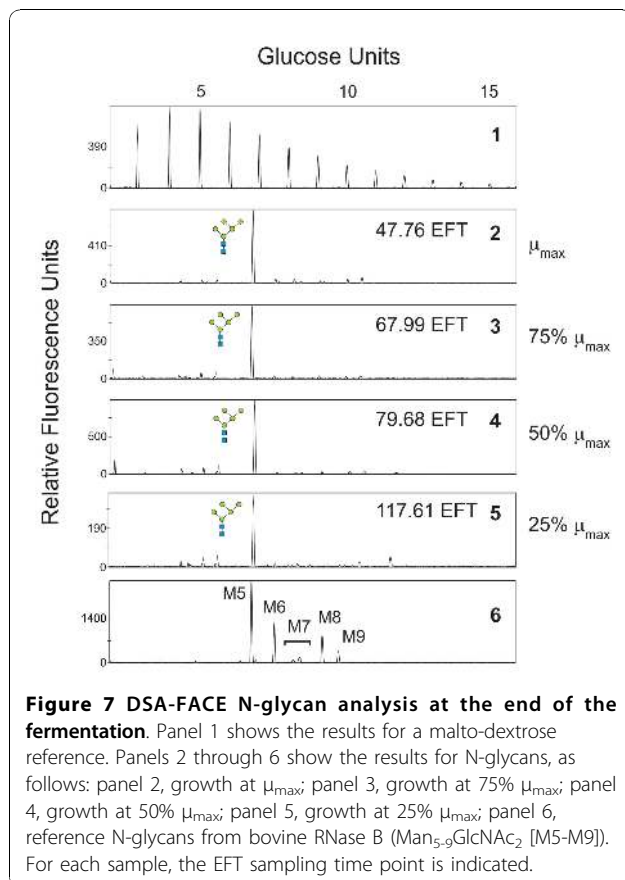 Glucose Units
5 10 15
Relative Fluorescence Units
390
0
1
410
0
47.76 EFT 2
μmax
350
0
67.99 EFT 3
75% μmax
500
0
79.68 EFT 4
50% μmax
190
0
117.61 EFT 5
25% μmax
1400
0
M5
M6
M7
M8
M9
6
Figure 7 DSA-FACE N-glycan analysis at the end of the
fermentation. Panel 1 shows the results for a malto-dextrose
reference. Panels 2 through 6 show the results for N-glycans, as
follows: panel 2, growth at μmax; panel 3, growth at 75% μmax; panel
4, growth at 50% μmax; panel 5, growth at 25% μmax; panel 6,
reference N-glycans from bovine RNase B (Man5-9GlcNAc2 [M5-M9]).
For each sample, the EFT sampling time point is indicated.